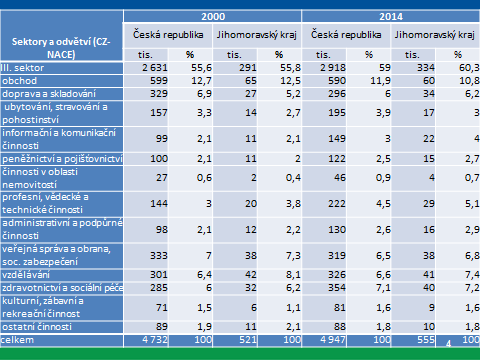 Sektory a odvětví (CZ-NACE) 2000 2014
Česká republika Jihomoravský kraj Česká republika Jihomoravský kraj
tis. % tis. % tis. % tis. %
III. sektor 2 631 55,6 291 55,8 2 918 59 334 60,3
obchod 599 12,7 65 12,5 590 11,9 60 10,8
doprava a skladování 329 6,9 27 5,2 296 6 34 6,2
ubytování, stravování a pohostinství 157 3,3 14 2,7 195 3,9 17 3
informační a komunikační činnosti 99 2,1 11 2,1 149 3 22 4
peněžnictví a pojišťovnictví 100 2,1 11 2 122 2,5 15 2,7
činnosti v oblasti nemovitostí 27 0,6 2 0,4 46 0,9 4 0,7
profesní, vědecké a technické činnosti 144 3 20 3,8 222 4,5 29 5,1
administrativní a podpůrné činnosti 98 2,1 12 2,2 130 2,6 16 2,9
veřejná správa a obrana, soc. zabezpečení 333 7 38 7,3 319 6,5 38 6,8
vzdělávání 301 6,4 42 8,1 326 6,6 41 7,4
zdravotnictví a sociální péče 285 6 32 6,2 354 7,1 40 7,2
kulturní, zábavní a rekreační činnost 71 1,5 6 1,1 81 1,6 9 1,6
ostatní činnosti 89 1,9 11 2,1 88 1,8 10 1,8
celkem 4 732 100 521 100 4 947 100 555 100
4